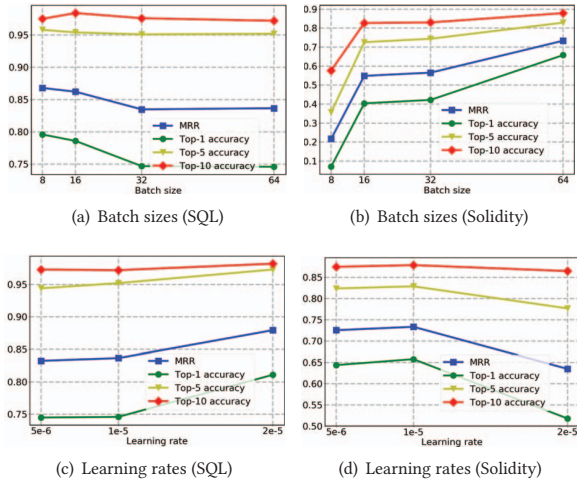 0.95
0.90
0.85
0.80
0.75
MRR
Top-1 accuracy
Top-5 accuracy
Top-10 accuracy
8
16
32
64
Batch size
(a) Batch sizes (SQL)
0.9
0.8
0.7
0.6
0.5
0.4
0.3
0.2
0.1
MRR
Top-1 accuracy
Top-5 accuracy
Top-10 accuracy
8
16
32
64
Batch size
(b) Batch sizes (Solidity)
0.95
0.90
0.85
0.80
0.75
MRR
Top-1 accuracy
Top-5 accuracy
Top-10 accuracy
5e-6
1e-5
2e-5
Learning rate
(c) Learning rates (SQL)
0.85
0.80
0.75
0.70
0.65
0.60
0.55
0.50
MRR
Top-1 accuracy
Top-5 accuracy
Top-10 accuracy
5e-6
1e-5
2e-5
Learning rate
(d) Learning rates (Solidity)